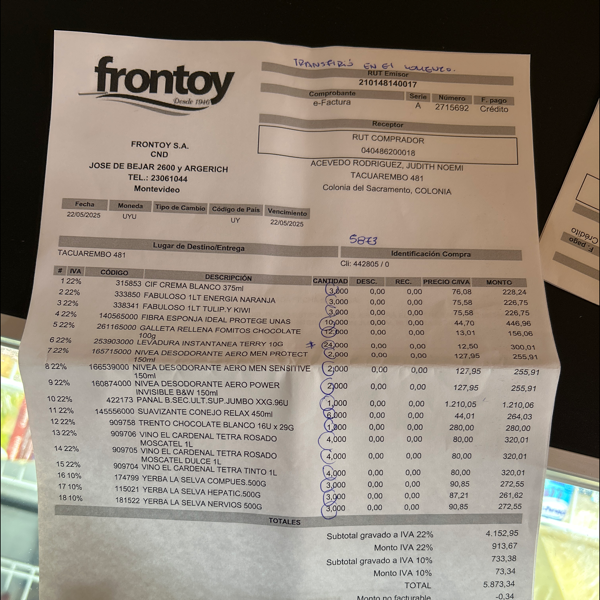 TRANSFIRIÓ EN EL MOMENTO.
frontoy
Desde 1946
RUT Emisor
210148140017
Comprobante Serie Número F. pago
e-Factura A 2715692 Crédito
Receptor
RUT COMPRADOR
040486200018
ACEVEDO RODRIGUEZ, JUDITH NOEMI
TACUAREMBO 481
Colonia del Sacramento, COLONIA
FRONTOY S.A.
CND
JOSE DE BEJAR 2600 y ARGERICH
TEL.: 23061044
Montevideo
Fecha Moneda Tipo de Cambio Código de País Vencimiento
22/05/2025 UYU UY 22/05/2025
5873
Lugar de Destino/Entrega Identificación Compra
TACUAREMBO 481 Cli: 442805 / 0
# IVA CÓDIGO DESCRIPCIÓN CANTIDAD DESC. REC. PRECIO C/IVA MONTO
1 22% 315853 CIF CREMA BLANCO 375ml 3,000 0,00 0,00 76,08 228,24
2 22% 333850 FABULOSO 1LT ENERGIA NARANJA 3,000 0,00 0,00 75,58 226,75
3 22% 338341 FABULOSO 1LT TULIP.Y KIWI 3,000 0,00 0,00 75,58 226,75
4 22% 140565000 FIBRA ESPONJA IDEAL PROTEGE UNAS 10,000 0,00 0,00 44,70 446,96
5 22% 261165000 GALLETA RELLENA FOMITOS CHOCOLATE 100g 12,000 0,00 0,00 13,01 156,06
6 22% 253903000 LEVADURA INSTANTANEA TERRY 10G * 24,000 0,00 0,00 12,50 300,01
7 22% 165715000 NIVEA DESODORANTE AERO MEN PROTECT 150ml 2,000 0,00 0,00 127,95 255,91
8 22% 166539000 NIVEA DESODORANTE AERO MEN SENSITIVE 150ml 2,000 0,00 0,00 127,95 255,91
9 22% 160874000 NIVEA DESODORANTE AERO POWER INVISIBLE B&W 150ml 2,000 0,00 0,00 127,95 255,91
10 22% 422173 PANAL B.SEC.ULT.SUP.JUMBO XXG.96U 1,000 0,00 0,00 1.210,05 1.210,06
11 22% 145556000 SUAVIZANTE CONEJO RELAX 450ml 6,000 0,00 0,00 44,01 264,03
12 22% 909758 TRENTO CHOCOLATE BLANCO 16U x 29G 1,000 0,00 0,00 280,00 280,00
13 22% 909706 VINO EL CARDENAL TETRA ROSADO MOSCATEL 1L 4,000 0,00 0,00 80,00 320,01
14 22% 909705 VINO EL CARDENAL TETRA ROSADO MOSCATEL DULCE 1L 4,000 0,00 0,00 80,00 320,01
15 22% 909704 VINO EL CARDENAL TETRA TINTO 1L 4,000 0,00 0,00 80,00 320,01
16 10% 174799 YERBA LA SELVA COMPUES.500G 3,000 0,00 0,00 90,85 272,55
17 10% 115021 YERBA LA SELVA HEPATIC.500G 3,000 0,00 0,00 87,21 261,62
18 10% 181522 YERBA LA SELVA NERVIOS 500G 3,000 0,00 0,00 90,85 272,55
TOTALES
Subtotal gravado a IVA 22% 4.152,95
Monto IVA 22% 913,67
Subtotal gravado a IVA 10% 733,38
Monto IVA 10% 73,34
TOTAL 5.873,34
Monto no facturable -0,34
F. pago
Crédito